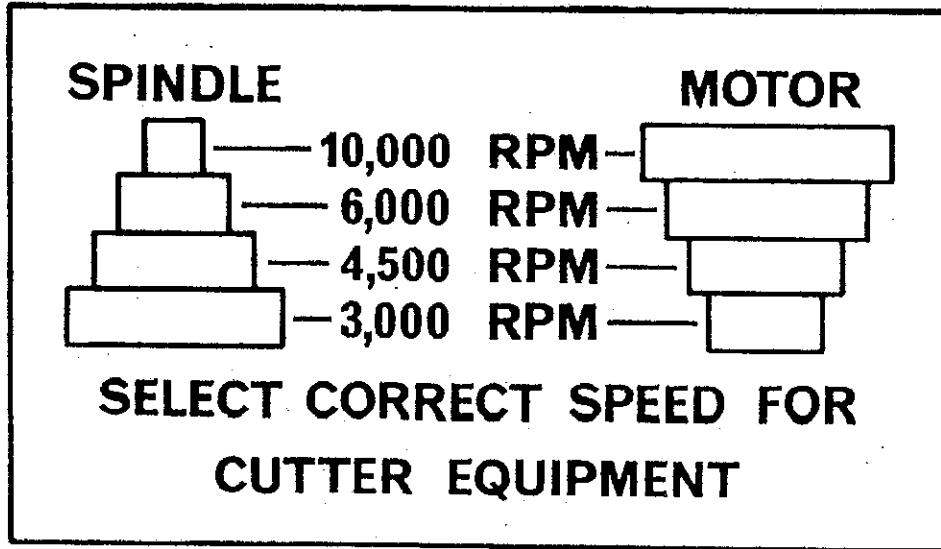 SPINDLE MOTOR
10,000 RPM
6,000 RPM
4,500 RPM
3,000 RPM
SELECT CORRECT SPEED FOR
CUTTER EQUIPMENT